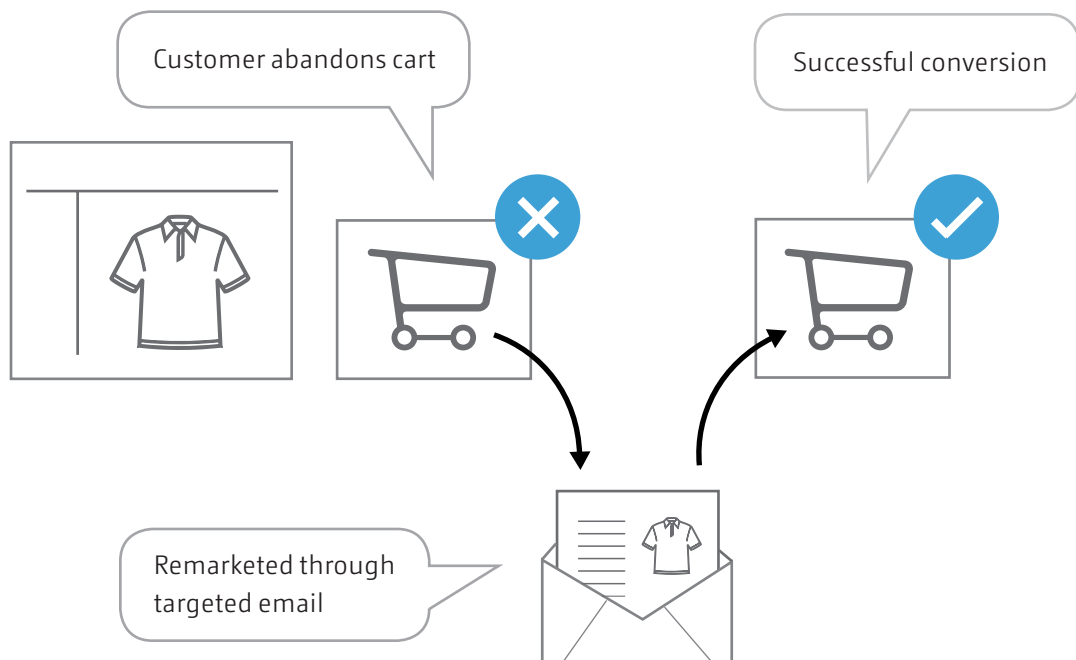 Customer abandons cart
Successful conversion
Remarketed through
targeted email